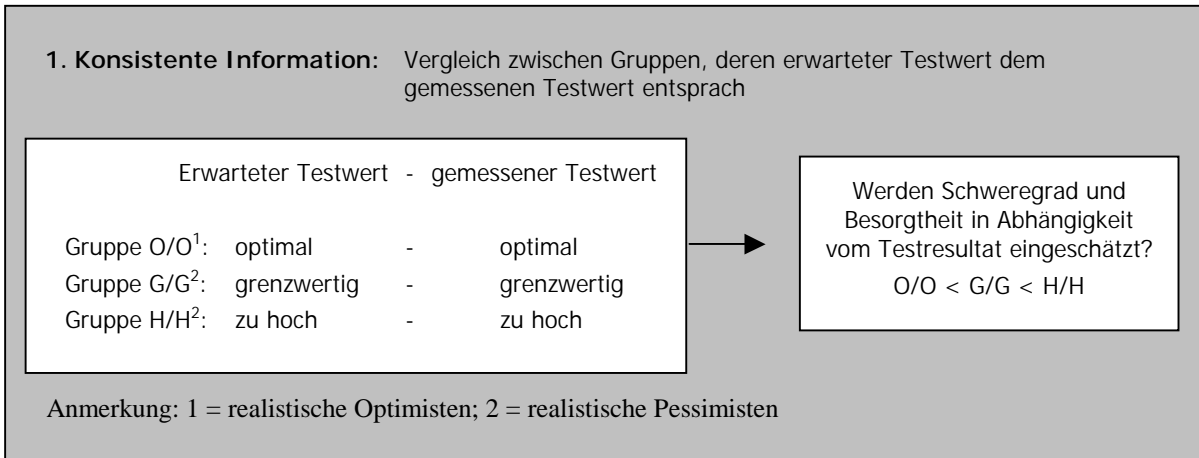 1. Konsistente Information: Vergleich zwischen Gruppen, deren erwarteter Testwert dem
gemessenen Testwert entsprach
Erwarteter Testwert - gemessener Testwert
Gruppe O/O¹: optimal - optimal
Gruppe G/G²: grenzwertig - grenzwertig
Gruppe H/H²: zu hoch - zu hoch
Werden Schweregrad und
Besorgtheit in Abhängigkeit
vom Testresultat eingeschätzt?
O/O < G/G < H/H
Anmerkung: 1 = realistische Optimisten; 2 = realistische Pessimisten